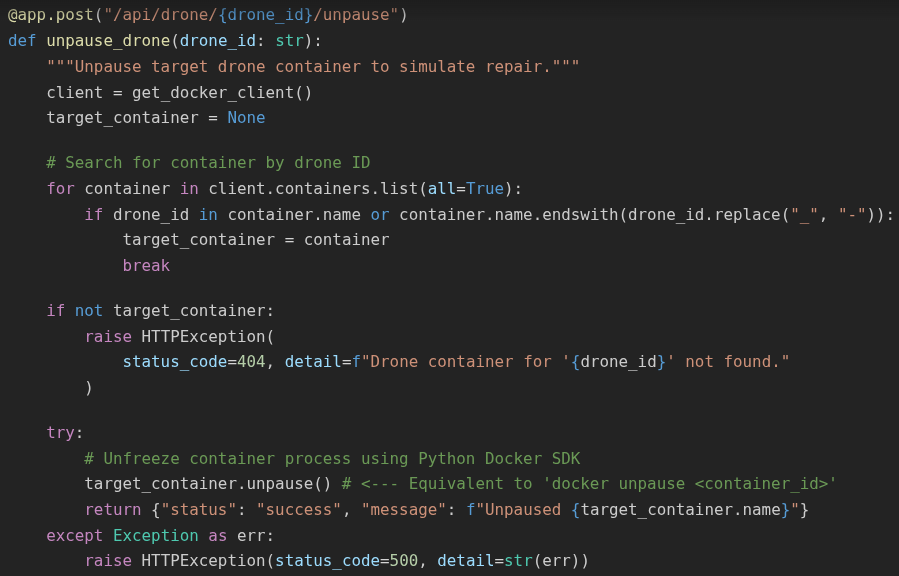 @app.post("/api/drone/{drone_id}/unpause")
def unpause_drone(drone_id: str):
    """Unpause target drone container to simulate repair."""
    client = get_docker_client()
    target_container = None

    # Search for container by drone ID
    for container in client.containers.list(all=True):
        if drone_id in container.name or container.name.endswith(drone_id.replace("_", "-")):
            target_container = container
            break

    if not target_container:
        raise HTTPException(
            status_code=404, detail=f"Drone container for '{drone_id}' not found."
        )

    try:
        # Unfreeze container process using Python Docker SDK
        target_container.unpause() # <--- Equivalent to 'docker unpause <container_id>'
        return {"status": "success", "message": f"Unpaused {target_container.name}"}
    except Exception as err:
        raise HTTPException(status_code=500, detail=str(err))